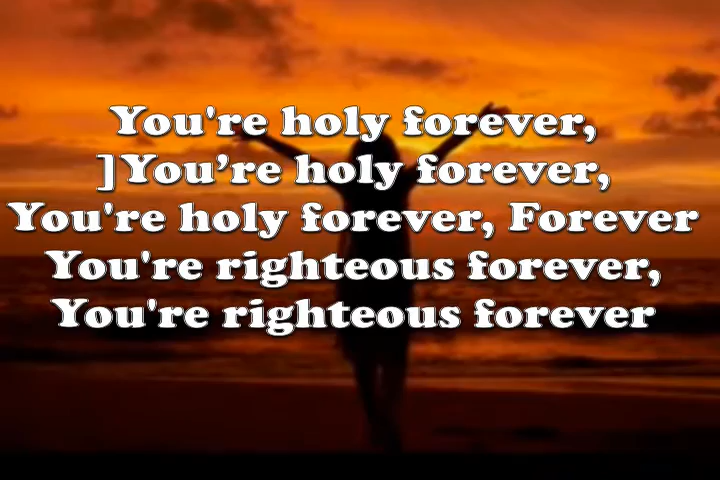 You're holy forever,
]You’re holy forever,
You're holy forever, Forever
You're righteous forever,
You're righteous forever